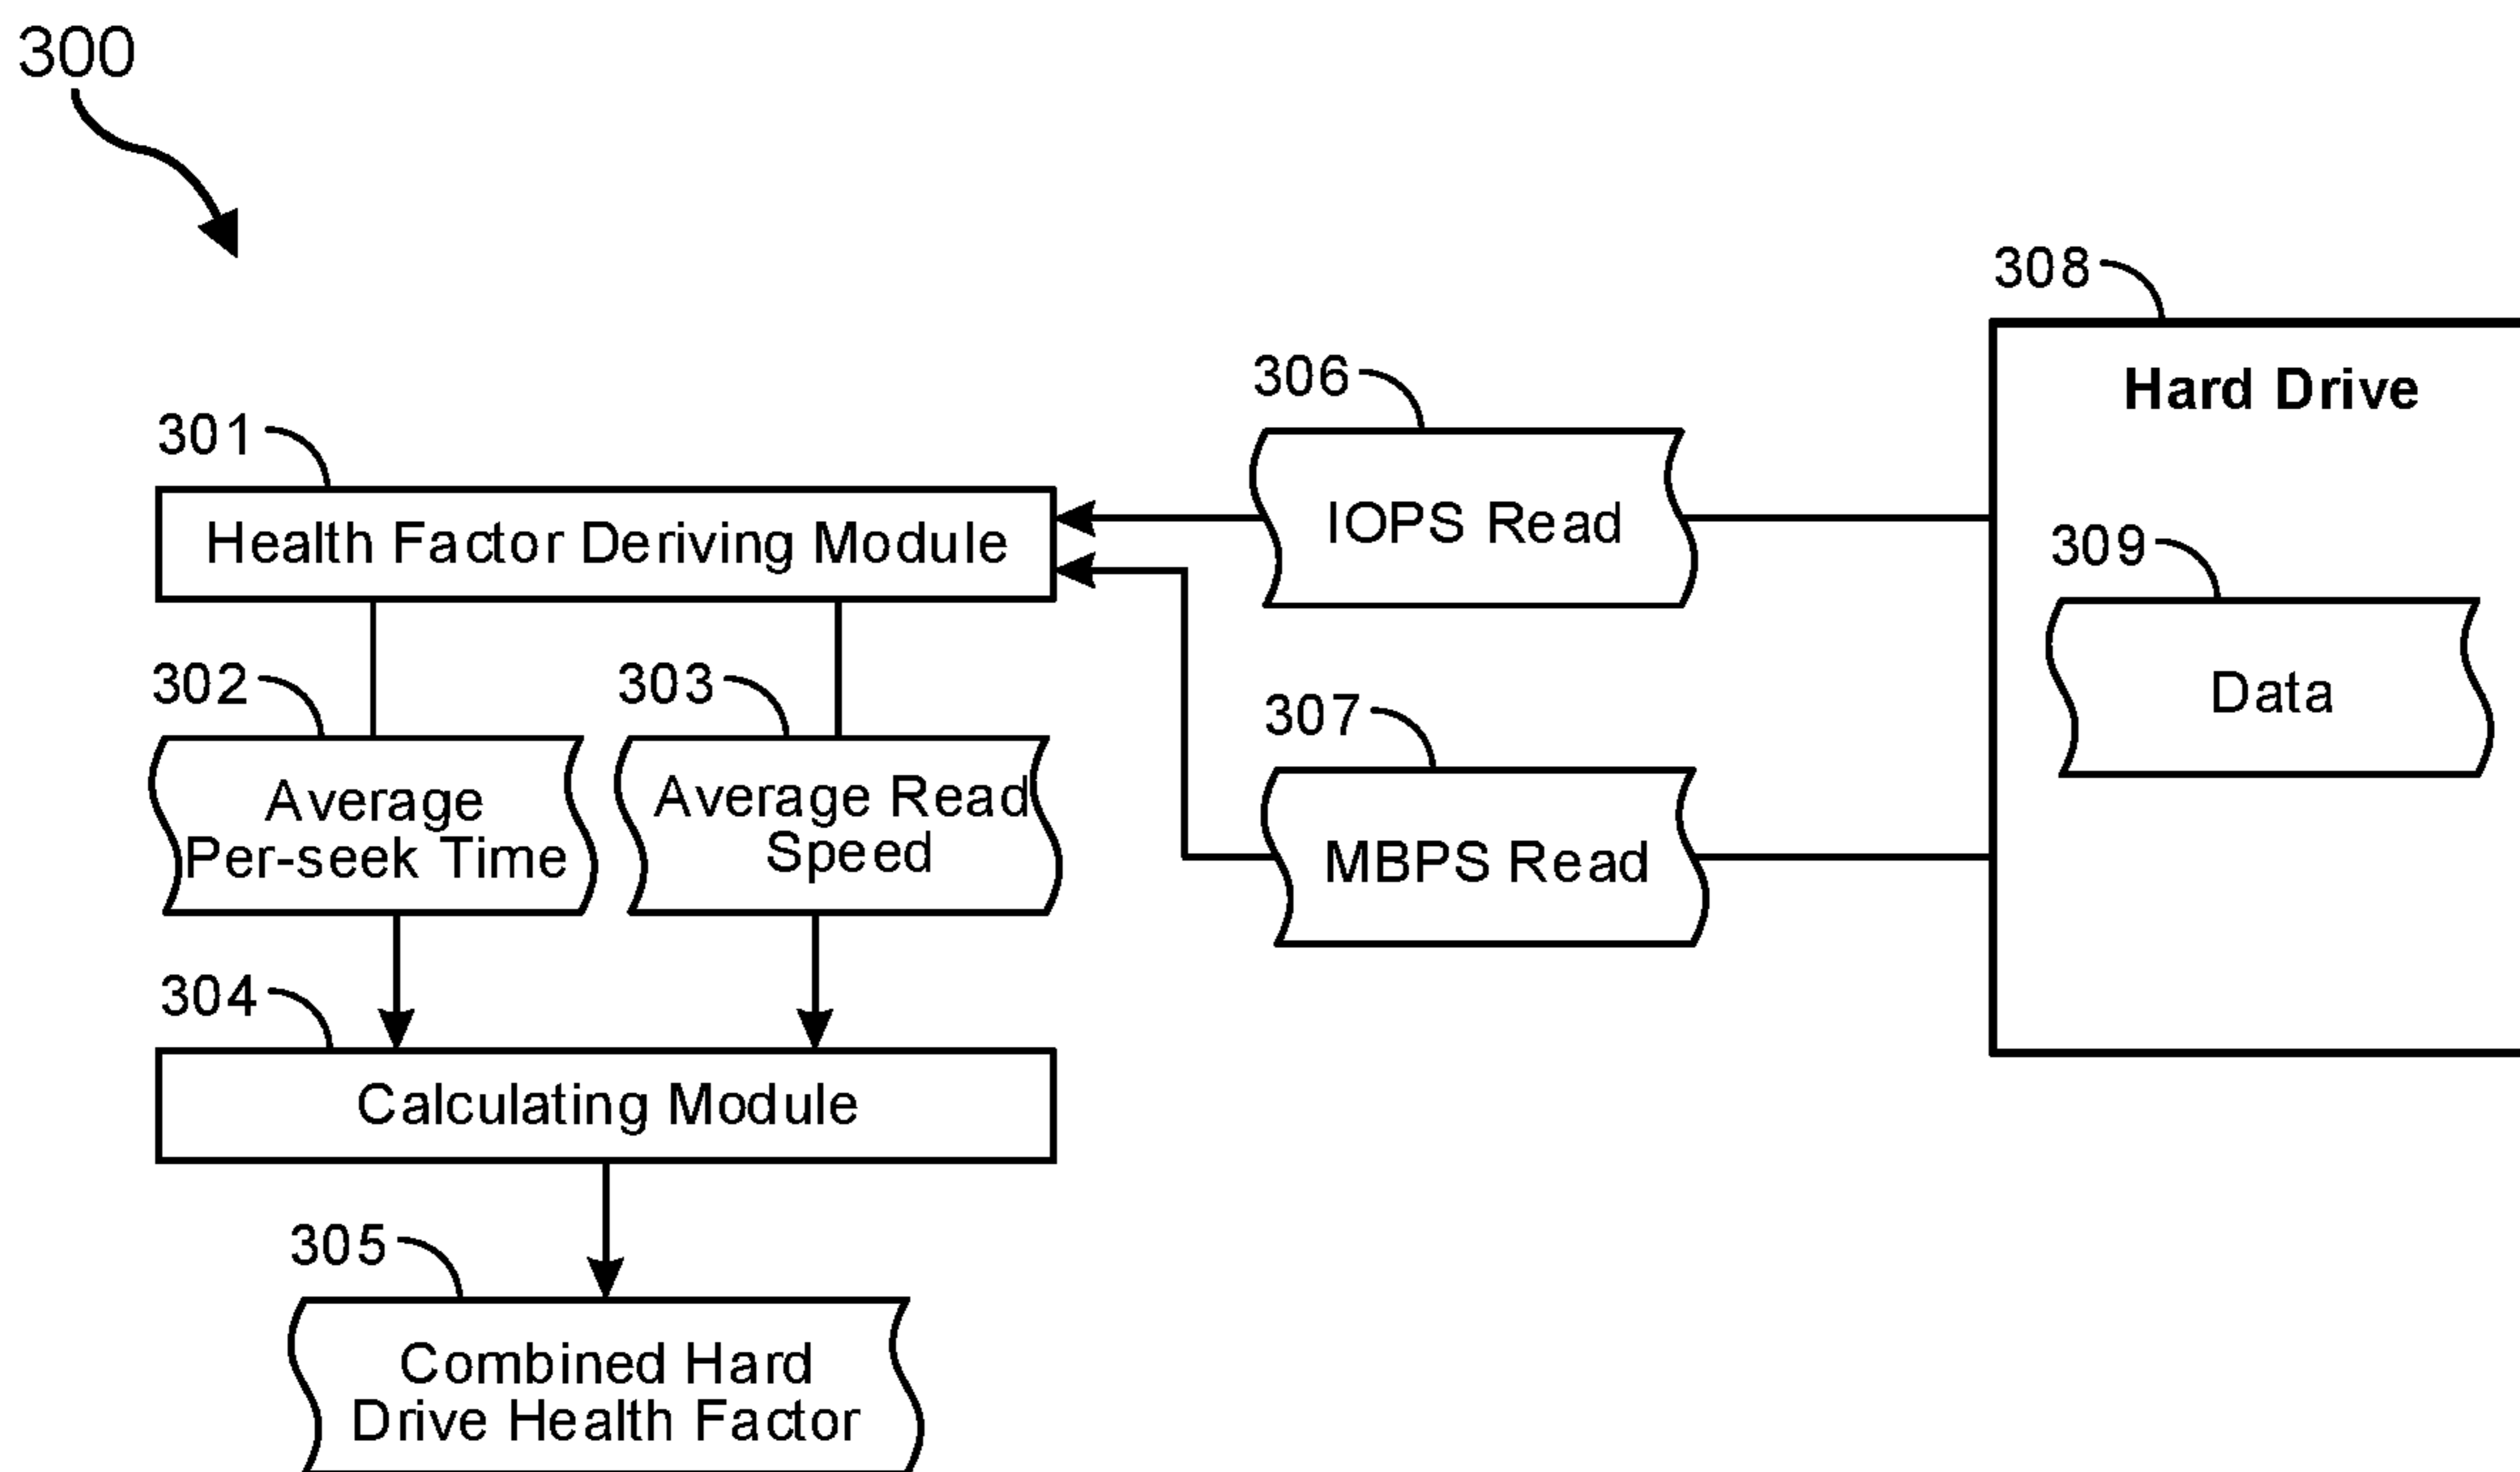 300
308
Hard Drive
306
IOPS Read
301
Health Factor Deriving Module
309
Data
302
Average
Per-seek Time
303
Average Read
Speed
307
MBPS Read
304
Calculating Module
305
Combined Hard
Drive Health Factor